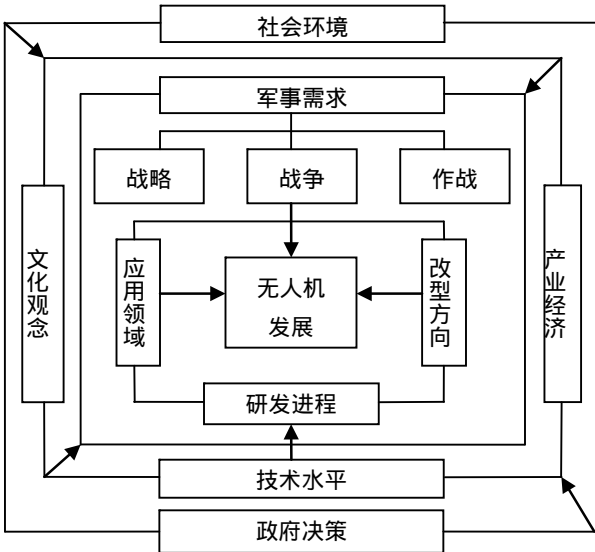 社会环境
军事需求
战略
战争
作战
文化观念
应用领域
无人机
发展
改型方向
产业经济
研发进程
技术水平
政府决策